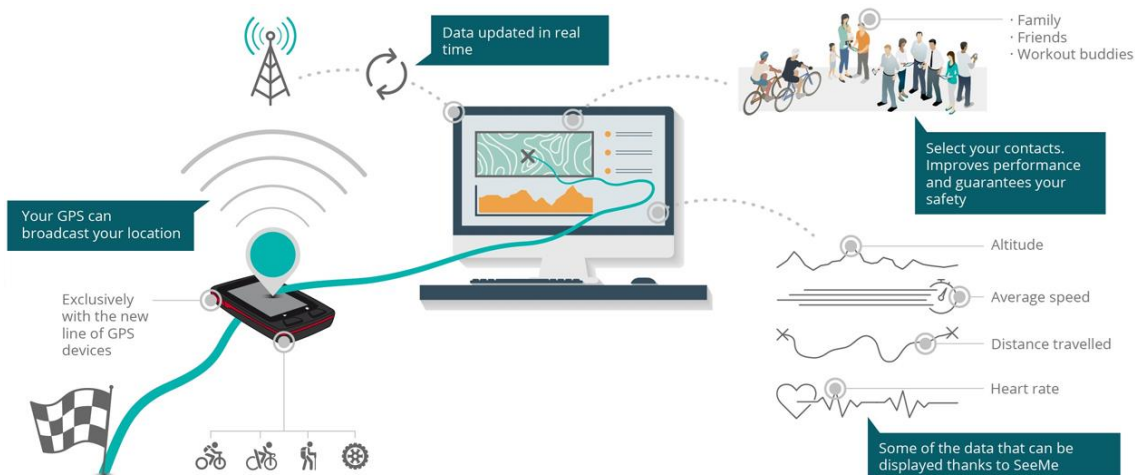 Data updated in real
time
· Family
· Friends
· Workout buddies
Select your contacts.
Improves performance
and guarantees your
safety
Your GPS can
broadcast your location
Exclusively
with the new
line of GPS
devices
Altitude
Average speed
Distance travelled
Heart rate
Some of the data that can be
displayed thanks to SeeMe